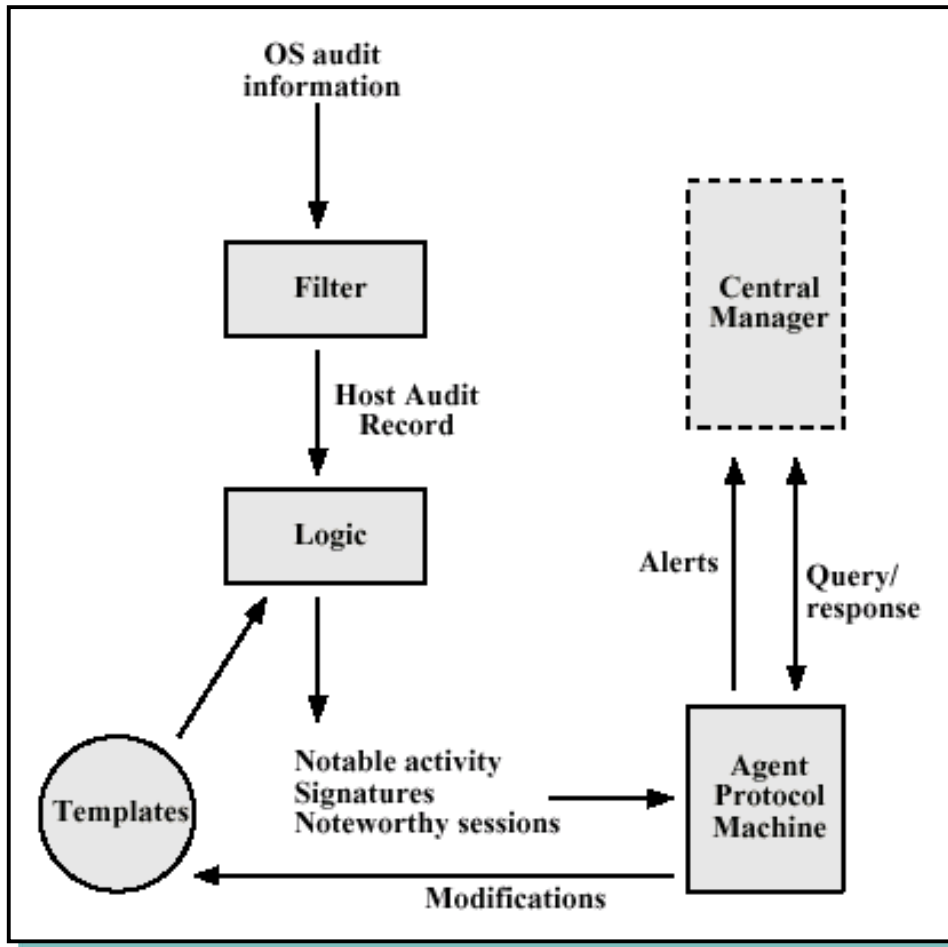 OS audit
information
Filter
Central
Manager
Host Audit
Record
Logic
Alerts
Query/
response
Notable activity
Signatures
Noteworthy sessions
Templates
Agent
Protocol
Machine
Modifications